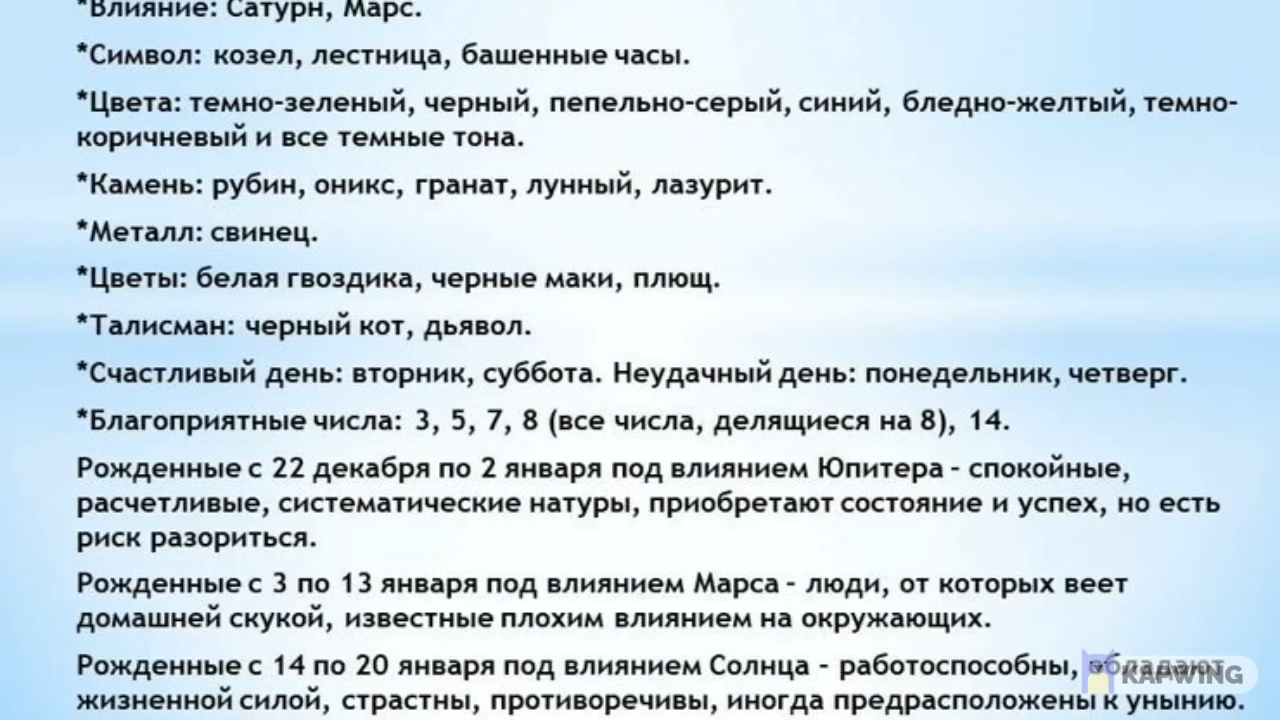 *Влияние: Сатурн, Марс.
*Символ: козел, лестница, башенные часы.
*Цвета: темно-зеленый, черный, пепельно-серый, синий, бледно-желтый, темно-
коричневый и все темные тона.
*Камень: рубин, оникс, гранат, лунный, лазурит.
*Металл: свинец.
*Цветы: белая гвоздика, черные маки, плющ.
*Талисман: черный кот, дьявол.
*Счастливый день: вторник, суббота. Неудачный день: понедельник, четверг.
*Благоприятные числа: 3, 5, 7, 8 (все числа, делящиеся на 8), 14.
Рожденные с 22 декабря по 2 января под влиянием Юпитера - спокойные,
расчетливые, систематические натуры, приобретают состояние и успех, но есть
риск разориться.
Рожденные с 3 по 13 января под влиянием Марса - люди, от которых веет
домашней скукой, известные плохим влиянием на окружающих.
Рожденные с 14 по 20 января под влиянием Солнца - работоспособны, обладают
жизненной силой, страстны, противоречивы, иногда предрасположены к унынию.
KAPWING